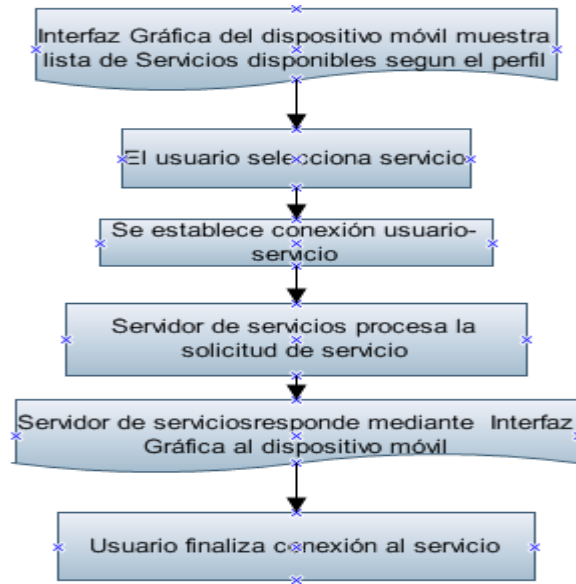 Interfaz Gráfica del dispositivo móvil muestra
lista de Servicios disponibles segun el perfil
El usuario selecciona servicio
Se establece conexión usuario-
servicio
Servidor de servicios procesa la
solicitud de servicio
Servidor de serviciosresponde mediante Interfaz
Gráfica al dispositivo móvil
Usuario finaliza conexión al servicio